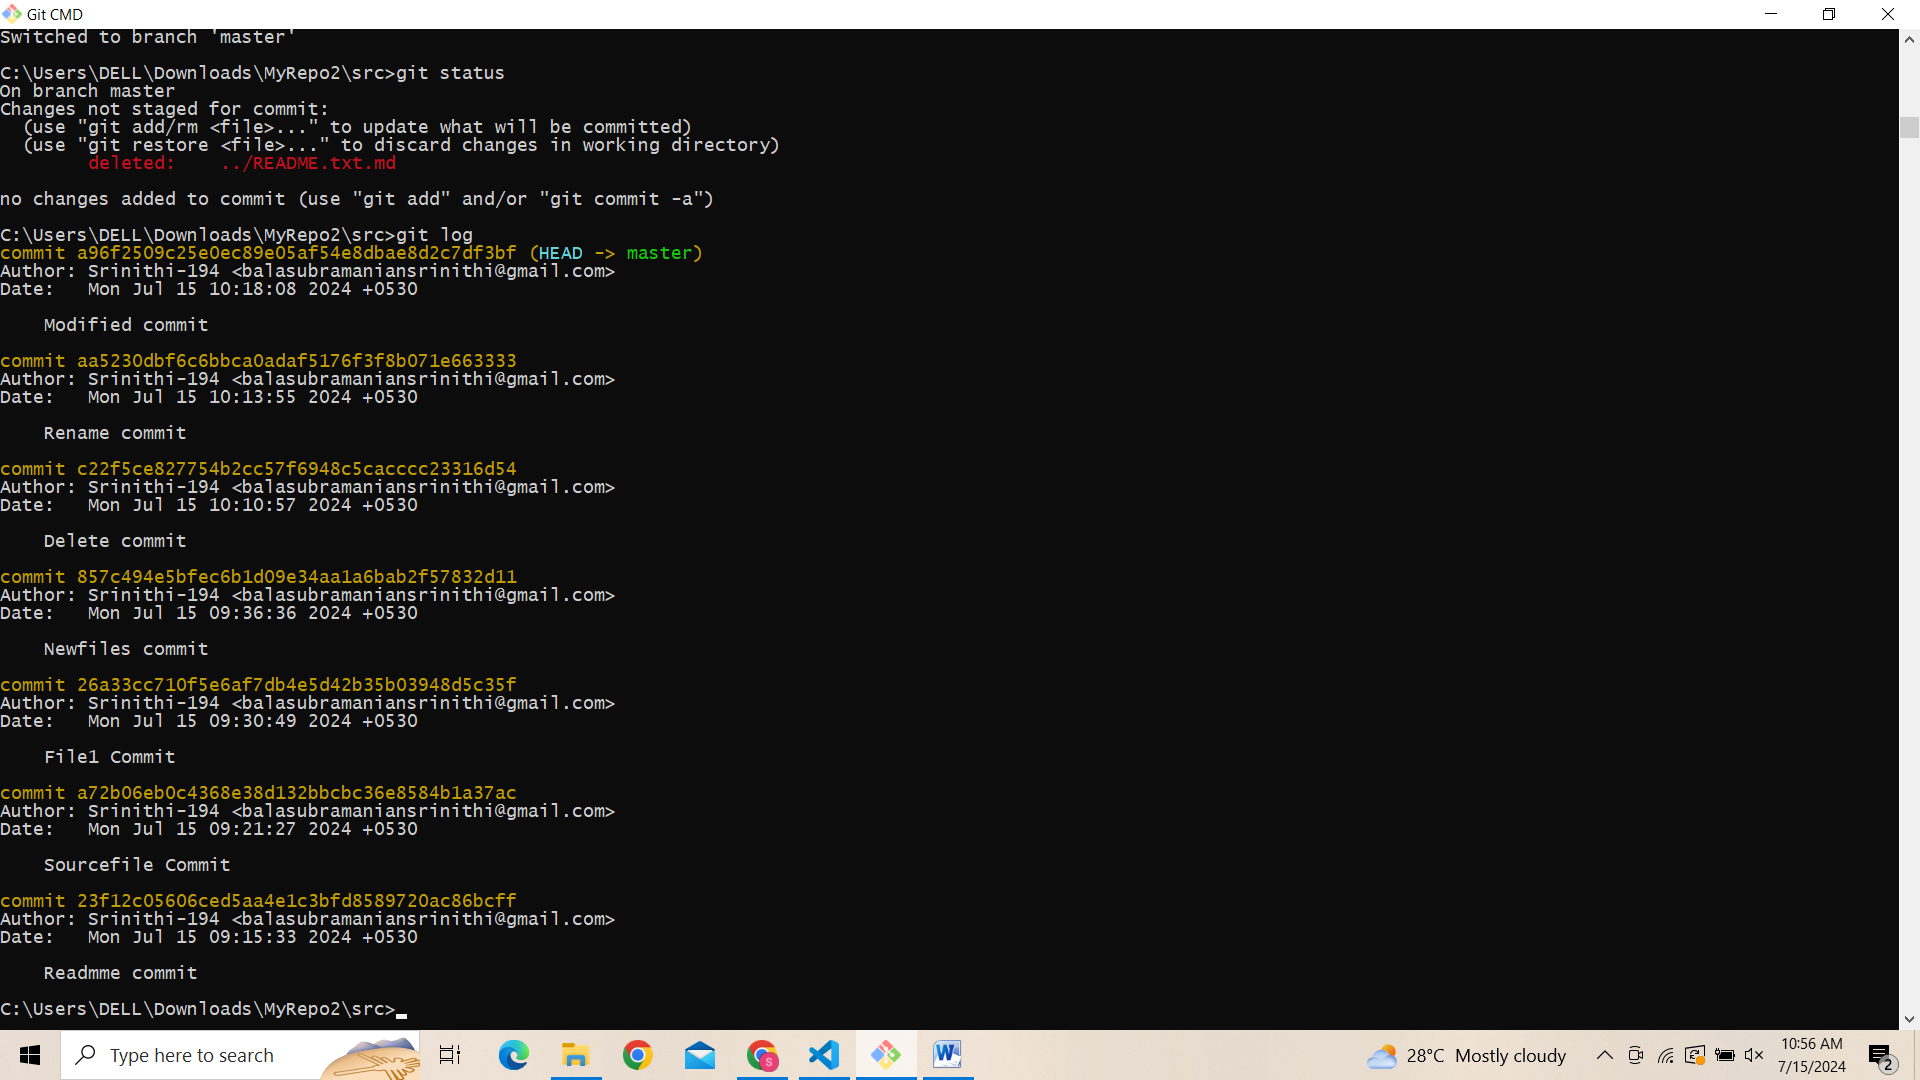 Git CMD
Switched to branch 'master'
C:\Users\DELL\Downloads\MyRepo2\src>git status
On branch master
Changes not staged for commit:
  (use "git add/rm <file>..." to update what will be committed)
  (use "git restore <file>..." to discard changes in working directory)
        deleted:    ../README.txt.md
no changes added to commit (use "git add" and/or "git commit -a")
C:\Users\DELL\Downloads\MyRepo2\src>git log
commit a96f2509c25e0ec89e05af54e8dbae8d2c7df3bf (HEAD -> master)
Author: Srinithi-194 <balasubramaniansrinithi@gmail.com>
Date:   Mon Jul 15 10:18:08 2024 +0530
    Modified commit
commit aa5230dbf6c6bbca0adaf5176f3f8b071e663333
Author: Srinithi-194 <balasubramaniansrinithi@gmail.com>
Date:   Mon Jul 15 10:13:55 2024 +0530
    Rename commit
commit c22f5ce827754b2cc57f6948c5cacccc23316d54
Author: Srinithi-194 <balasubramaniansrinithi@gmail.com>
Date:   Mon Jul 15 10:10:57 2024 +0530
    Delete commit
commit 857c494e5bfec6b1d09e34aa1a6bab2f57832d11
Author: Srinithi-194 <balasubramaniansrinithi@gmail.com>
Date:   Mon Jul 15 09:36:36 2024 +0530
    Newfiles commit
commit 26a33cc710f5e6af7db4e5d42b35b03948d5c35f
Author: Srinithi-194 <balasubramaniansrinithi@gmail.com>
Date:   Mon Jul 15 09:30:49 2024 +0530
    File1 Commit
commit a72b06eb0c4368e38d132bbcbc36e8584b1a37ac
Author: Srinithi-194 <balasubramaniansrinithi@gmail.com>
Date:   Mon Jul 15 09:21:27 2024 +0530
    Sourcefile Commit
commit 23f12c05606ced5aa4e1c3bfd8589720ac86bcff
Author: Srinithi-194 <balasubramaniansrinithi@gmail.com>
Date:   Mon Jul 15 09:15:33 2024 +0530
    Readmme commit
C:\Users\DELL\Downloads\MyRepo2\src>
Type here to search
S
W
28°C Mostly cloudy
10:56 AM
7/15/2024
2